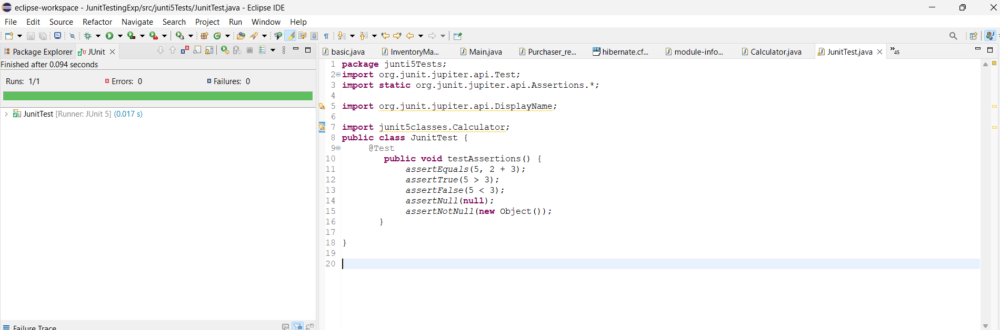 eclipse-workspace - JunitTestingExp/src/junti5Tests/JunitTest.java - Eclipse IDE
File Edit Source Refactor Navigate Search Project Run Window Help
Package Explorer JUnit
Finished after 0.094 seconds
Runs: 1/1 Errors: 0 Failures: 0
JunitTest [Runner: JUnit 5] (0.017 s)
Failure Trace
basic.java InventoryMa... Main.java Purchaser_re... hibernate.cf... module-info... Calculator.java JunitTest.java »45
1 package junti5Tests;
2 import org.junit.jupiter.api.Test;
3 import static org.junit.jupiter.api.Assertions.*;
4
5 import org.junit.jupiter.api.DisplayName;
6
7 import junit5classes.Calculator;
8 public class JunitTest {
9 @Test
10 public void testAssertions() {
11 assertEquals(5, 2 + 3);
12 assertTrue(5 > 3);
13 assertFalse(5 < 3);
14 assertNull(null);
15 assertNotNull(new Object());
16 }
17
18 }
19
20